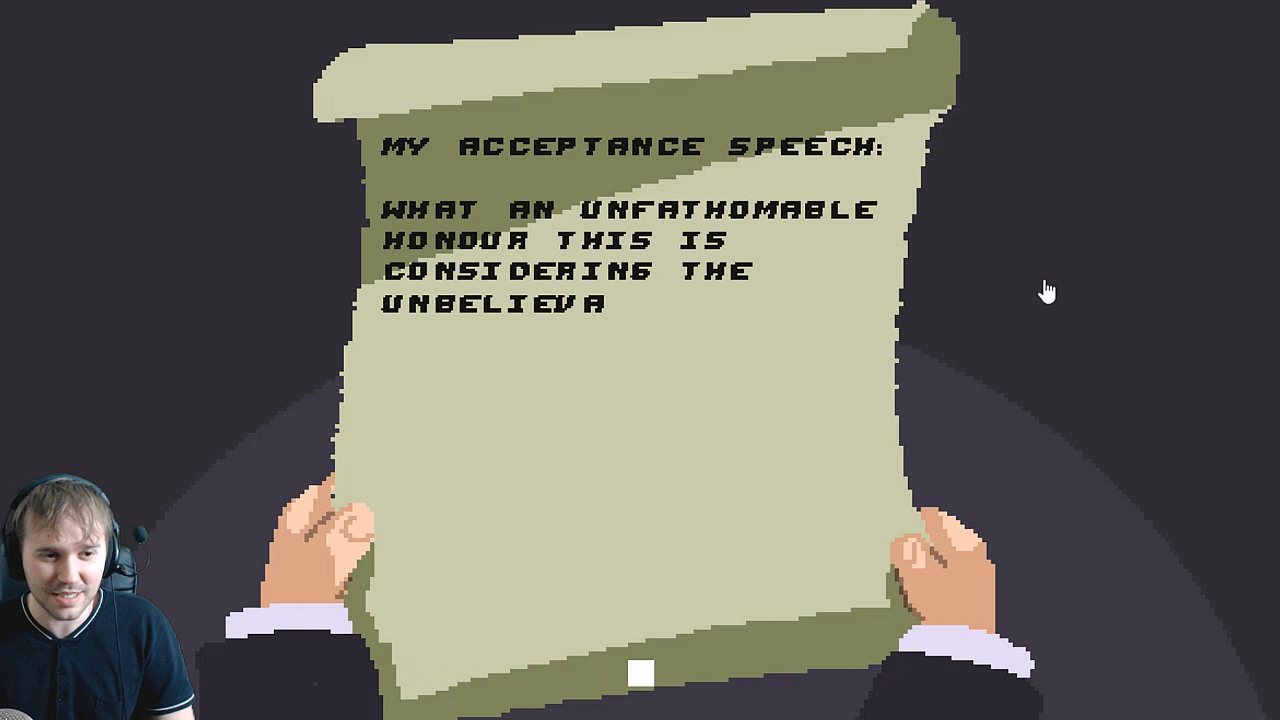 MY ACCEPTANCE SPEECH:
WHAT AN UNFATHOMABLE
HONOUR THIS IS
CONSIDERING THE
UNBELIEVA